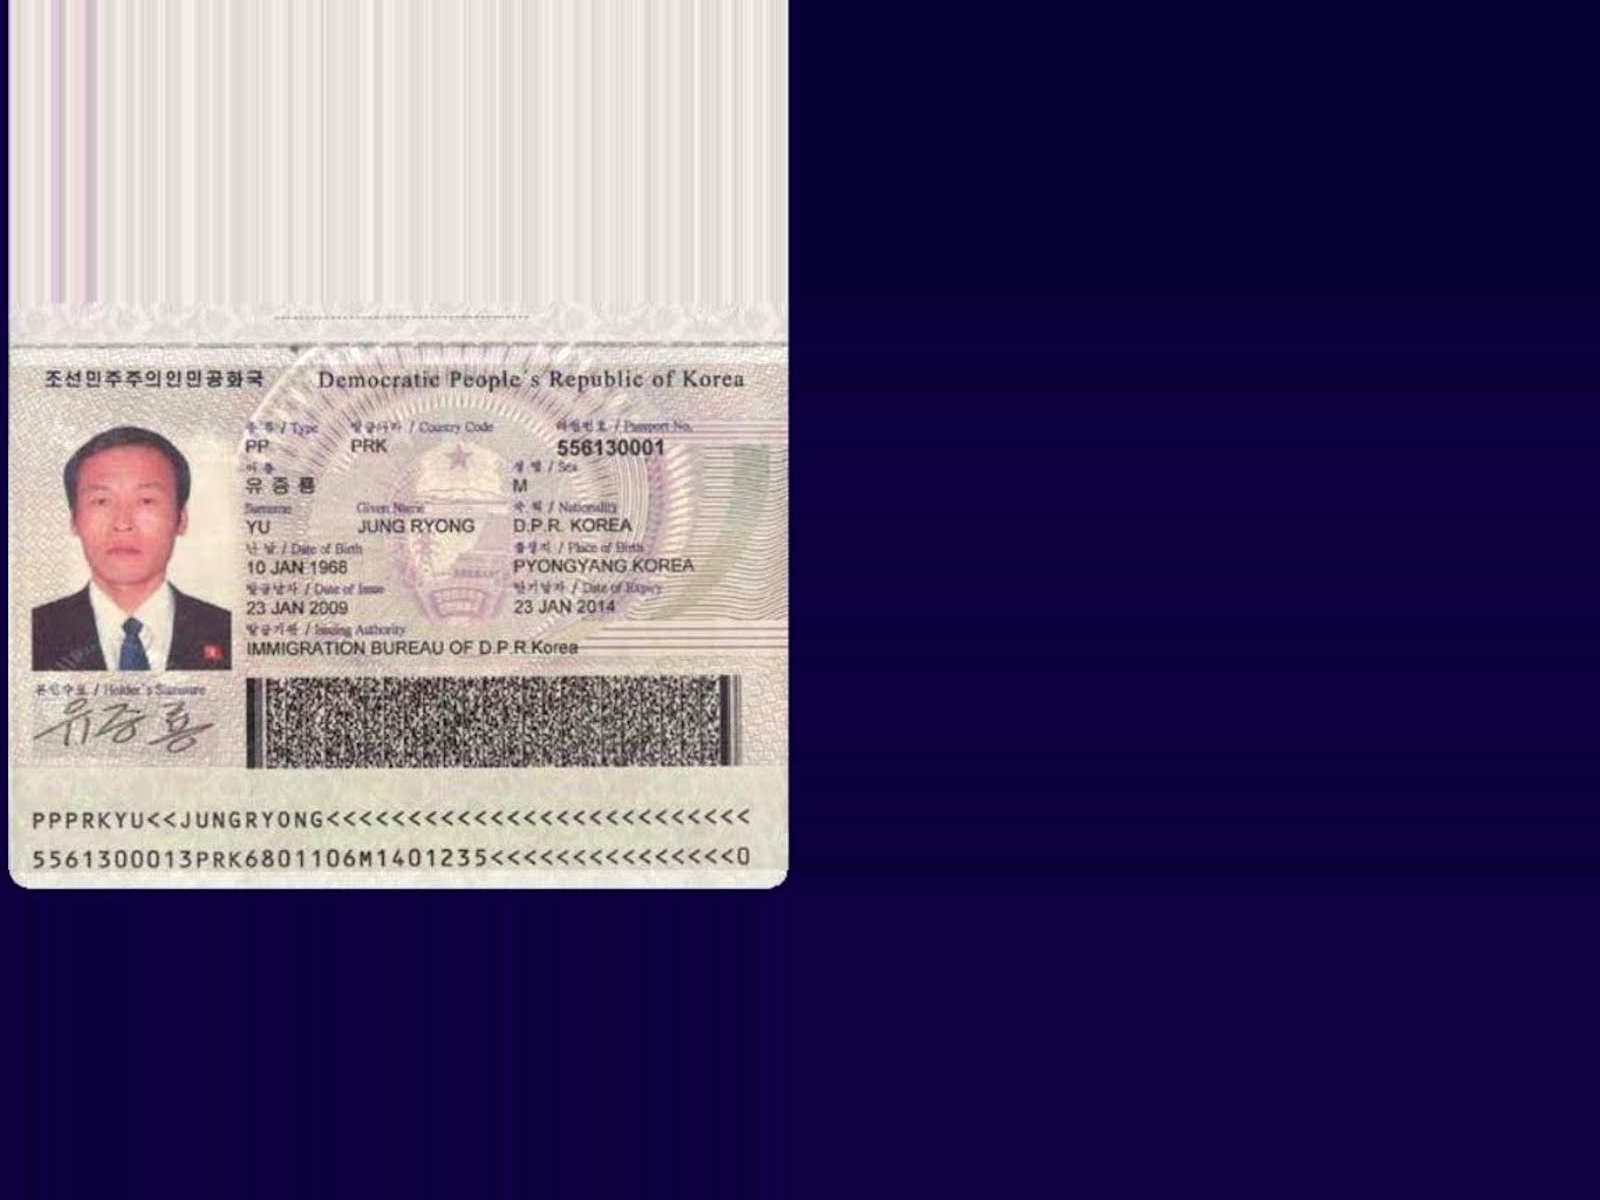 조선민주주의인민공화국 Democratic People's Republic of Korea
종 류 / Type 발급나라 / Country Code 려권번호 / Passport No.
PP PRK 556130001
이 름 성 별 / Sex
유 중 룡 M
Surname Given Name 국 적 / Nationality
YU JUNG RYONG D.P.R. KOREA
난 날 / Date of Birth 출생지 / Place of Birth
10 JAN 1968 PYONGYANG KOREA
발급날자 / Date of Issue 만기날자 / Date of Expiry
23 JAN 2009 23 JAN 2014
발급기관 / Issuing Authority
IMMIGRATION BUREAU OF D.P.R.Korea
본인수표 / Holder's Signature
유중룡
PPPRKYU<<JUNGRYONG<<<<<<<<<<<<<<<<<<<<<<<<<<
5561300013PRK6801106M1401235<<<<<<<<<<<<<<<0